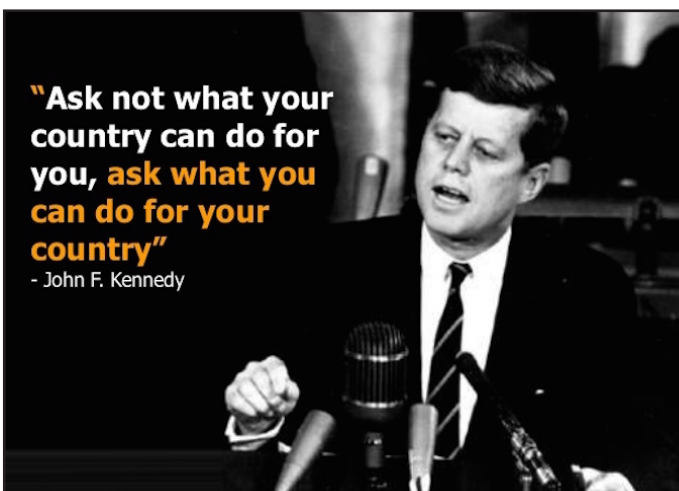 “Ask not what your
country can do for
you, ask what you
can do for your
country”
- John F. Kennedy